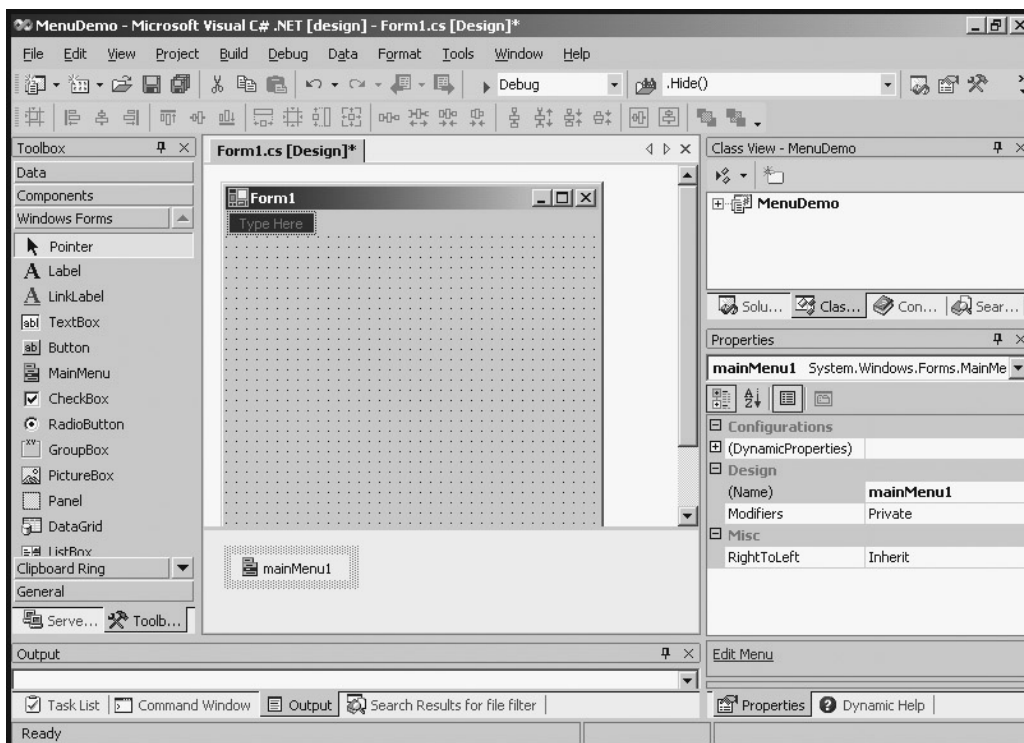 MenuDemo - Microsoft Visual C# .NET [design] - Form1.cs [Design]*
File Edit View Project Build Debug Data Format Tools Window Help
Debug .Hide()
Toolbox
Data
Components
Windows Forms
Pointer
A Label
A LinkLabel
abl TextBox
ab Button
MainMenu
CheckBox
RadioButton
XY GroupBox
PictureBox
Panel
DataGrid
ListBox
Clipboard Ring
General
Serve... Toolb...
Form1.cs [Design]*
Form1
Type Here
mainMenu1
Class View - MenuDemo
MenuDemo
Solu... Clas... Con... Sear...
Properties
mainMenu1 System.Windows.Forms.MainMe
Configurations
(DynamicProperties)
Design
(Name) mainMenu1
Modifiers Private
Misc
RightToLeft Inherit
Edit Menu
Properties Dynamic Help
Output
Task List Command Window Output Search Results for file filter
Ready